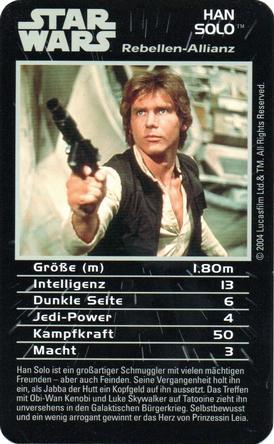 STAR WARS
HAN SOLO™
Rebellen-Allianz
Größe (m) 1,80m
Intelligenz 13
Dunkle Seite 6
Jedi-Power 4
Kampfkraft 50
Macht 3
Han Solo ist ein großartiger Schmuggler mit vielen mächtigen
Freunden – aber auch Feinden. Seine Vergangenheit holt ihn
ein, als Jabba der Hutt ein Kopfgeld auf ihn aussetzt. Das Treffen
mit Obi-Wan Kenobi und Luke Skywalker auf Tatooine zieht ihn
unversehens in den Galaktischen Bürgerkrieg. Selbstbewusst
und ein wenig arrogant gewinnt er das Herz von Prinzessin Leia.
© 2004 Lucasfilm Ltd.& TM. All Rights Reserved.